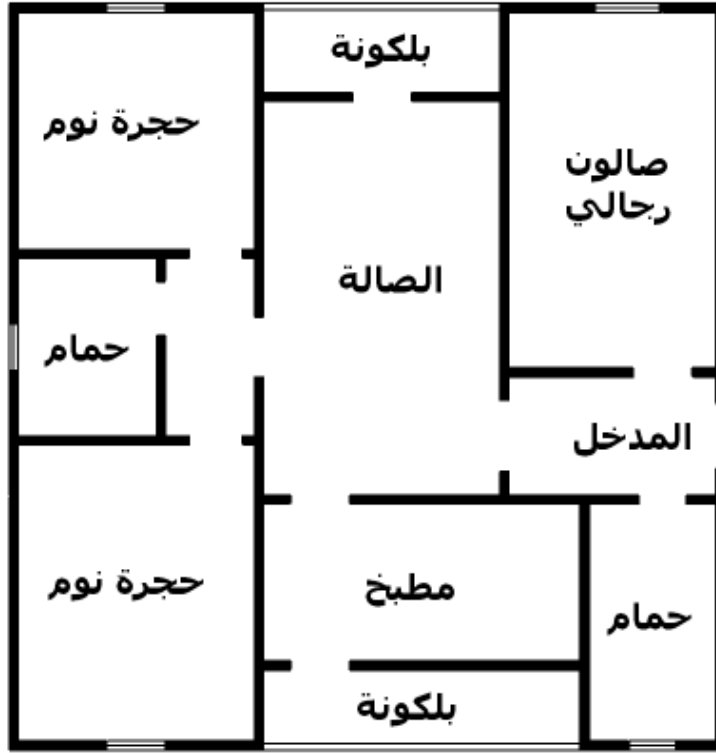 بلكونة
حجرة نوم
صالون
رجالي
الصالة
حمام
المدخل
حجرة نوم
مطبخ
حمام
بلكونة